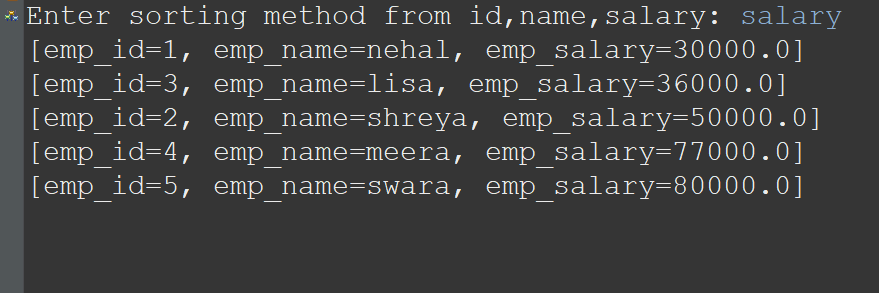 Enter sorting method from id,name,salary: salary
[emp_id=1, emp_name=nehal, emp_salary=30000.0]
[emp_id=3, emp_name=lisa, emp_salary=36000.0]
[emp_id=2, emp_name=shreya, emp_salary=50000.0]
[emp_id=4, emp_name=meera, emp_salary=77000.0]
[emp_id=5, emp_name=swara, emp_salary=80000.0]